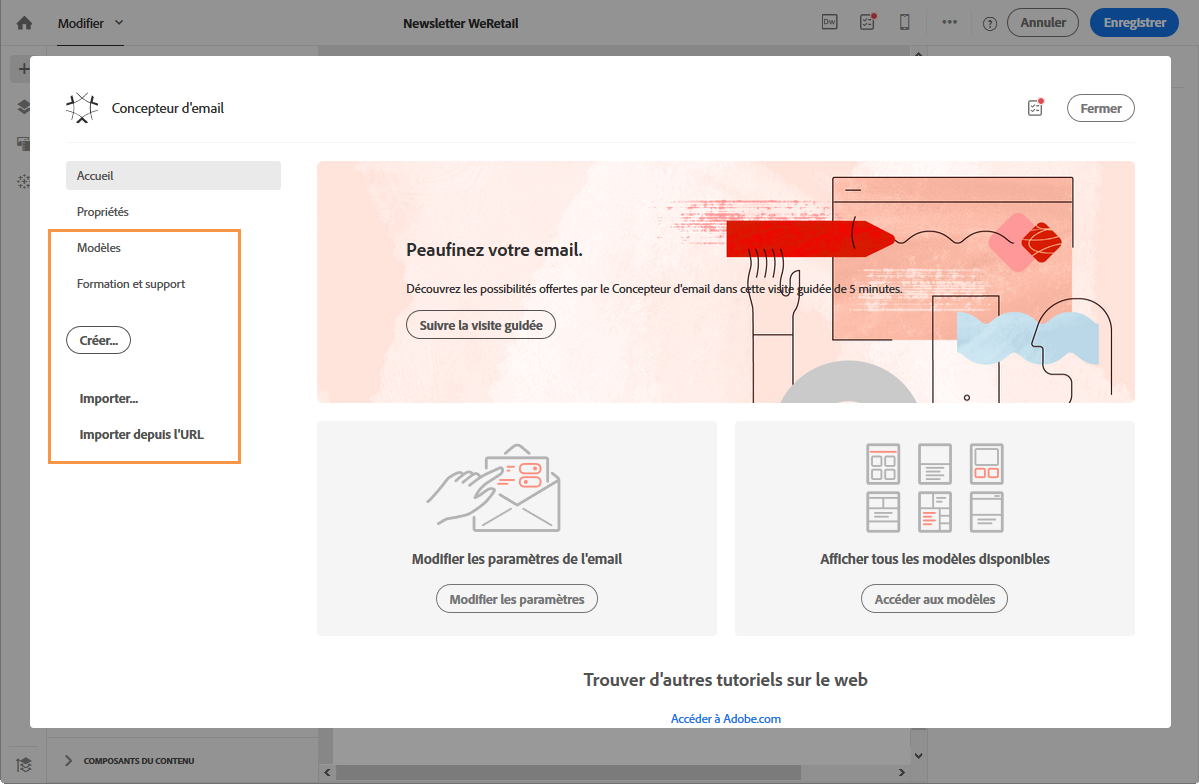 Modifier
Newsletter WeRetail
Dw
Annuler
Enregistrer
Concepteur d'email
Fermer
Accueil
Propriétés
Modèles
Formation et support
Créer...
Importer...
Importer depuis l'URL
Peaufinez votre email.
Découvrez les possibilités offertes par le Concepteur d'email dans cette visite guidée de 5 minutes.
Suivre la visite guidée
Modifier les paramètres de l'email
Modifier les paramètres
Afficher tous les modèles disponibles
Accéder aux modèles
Trouver d'autres tutoriels sur le web
Accéder à Adobe.com
COMPOSANTS DU CONTENU